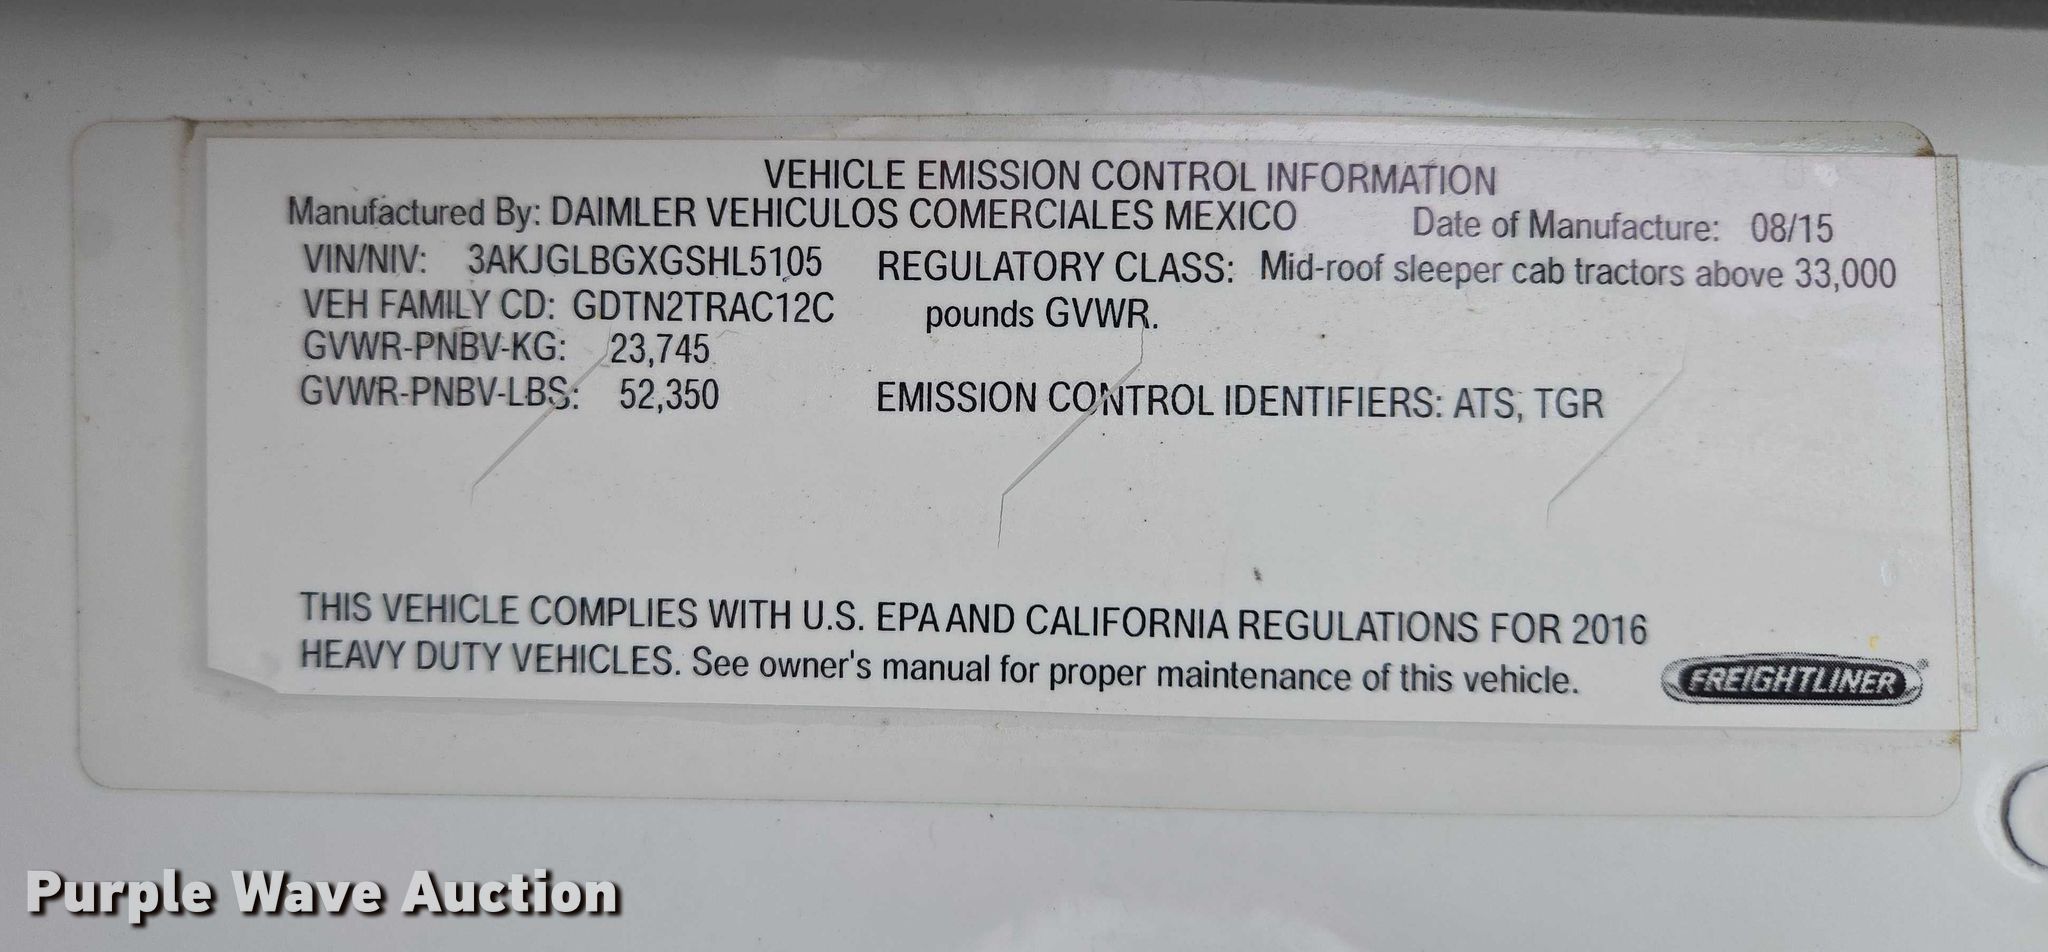 VEHICLE EMISSION CONTROL INFORMATION
Manufactured By: DAIMLER VEHICULOS COMERCIALES MEXICO Date of Manufacture: 08/15
VIN/NIV: 3AKJGLBGXGSHL5105 REGULATORY CLASS: Mid-roof sleeper cab tractors above 33,000
VEH FAMILY CD: GDTN2TRAC12C pounds GVWR.
GVWR-PNBV-KG: 23,745
GVWR-PNBV-LBS: 52,350 EMISSION CONTROL IDENTIFIERS: ATS, TGR
THIS VEHICLE COMPLIES WITH U.S. EPA AND CALIFORNIA REGULATIONS FOR 2016
HEAVY DUTY VEHICLES. See owner's manual for proper maintenance of this vehicle.
FREIGHTLINER®
Purple Wave Auction